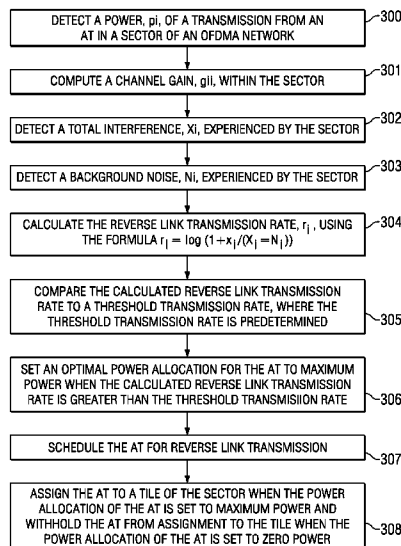 DETECT A POWER, pi, OF A TRANSMISSION FROM AN
AT IN A SECTOR OF AN OFDMA NETWORK
300
COMPUTE A CHANNEL GAIN, gii, WITHIN THE SECTOR
301
DETECT A TOTAL INTERFERENCE, Xi, EXPERIENCED BY THE SECTOR
302
DETECT A BACKGROUND NOISE, Ni, EXPERIENCED BY THE SECTOR
303
CALCULATE THE REVERSE LINK TRANSMISSION RATE, ri, USING
THE FORMULA ri = log (1+xi/(Xi=Ni))
304
COMPARE THE CALCULATED REVERSE LINK TRANSMISSION
RATE TO A THRESHOLD TRANSMISSION RATE, WHERE THE
THRESHOLD TRANSMISSION RATE IS PREDETERMINED
305
SET AN OPTIMAL POWER ALLOCATION FOR THE AT TO MAXIMUM
POWER WHEN THE CALCULATED REVERSE LINK TRANSMISSION
RATE IS GREATER THAN THE THRESHOLD TRANSMISIION RATE
306
SCHEDULE THE AT FOR REVERSE LINK TRANSMISSION
307
ASSIGN THE AT TO A TILE OF THE SECTOR WHEN THE POWER
ALLOCATION OF THE AT IS SET TO MAXIMUM POWER AND
WITHHOLD THE AT FROM ASSIGNMENT TO THE TILE WHEN THE
POWER ALLOCATION OF THE AT IS SET TO ZERO POWER
308